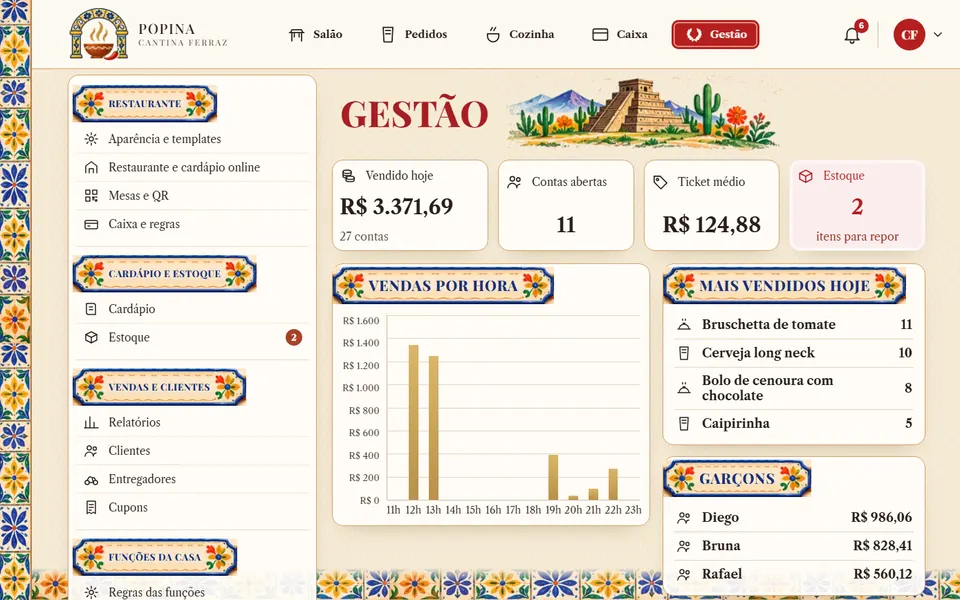 POPINA
CANTINA FERRAZ
Salão
Pedidos
Cozinha
Caixa
Gestão
6
CF
RESTAURANTE
Aparência e templates
Restaurante e cardápio online
Mesas e QR
Caixa e regras
CARDÁPIO E ESTOQUE
Cardápio
Estoque
2
VENDAS E CLIENTES
Relatórios
Clientes
Entregadores
Cupons
FUNÇÕES DA CASA
Regras das funções
GESTÃO
Vendido hoje
R$ 3.371,69
27 contas
Contas abertas
11
Ticket médio
R$ 124,88
Estoque
2
itens para repor
VENDAS POR HORA
R$ 1.600
R$ 1.400
R$ 1.200
R$ 1.000
R$ 800
R$ 600
R$ 400
R$ 200
R$ 0
11h 12h 13h 14h 15h 16h 17h 18h 19h 20h 21h 22h 23h
MAIS VENDIDOS HOJE
Bruschetta de tomate 11
Cerveja long neck 10
Bolo de cenoura com
chocolate 8
Caipirinha 5
GARÇONS
Diego R$ 986,06
Bruna R$ 828,41
Rafael R$ 560,12